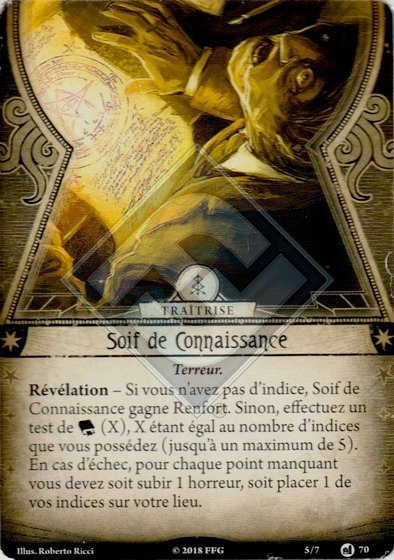 TRAÎTRISE
Soif de Connaissance
Terreur.
Révélation – Si vous n'avez pas d'indice, Soif de
Connaissance gagne Renfort. Sinon, effectuez un
test de (X), X étant égal au nombre d'indices
que vous possédez (jusqu'à un maximum de 5).
En cas d'échec, pour chaque point manquant
vous devez soit subir 1 horreur, soit placer 1 de
vos indices sur votre lieu.
Illus. Roberto Ricci
© 2018 FFG
5/7
70